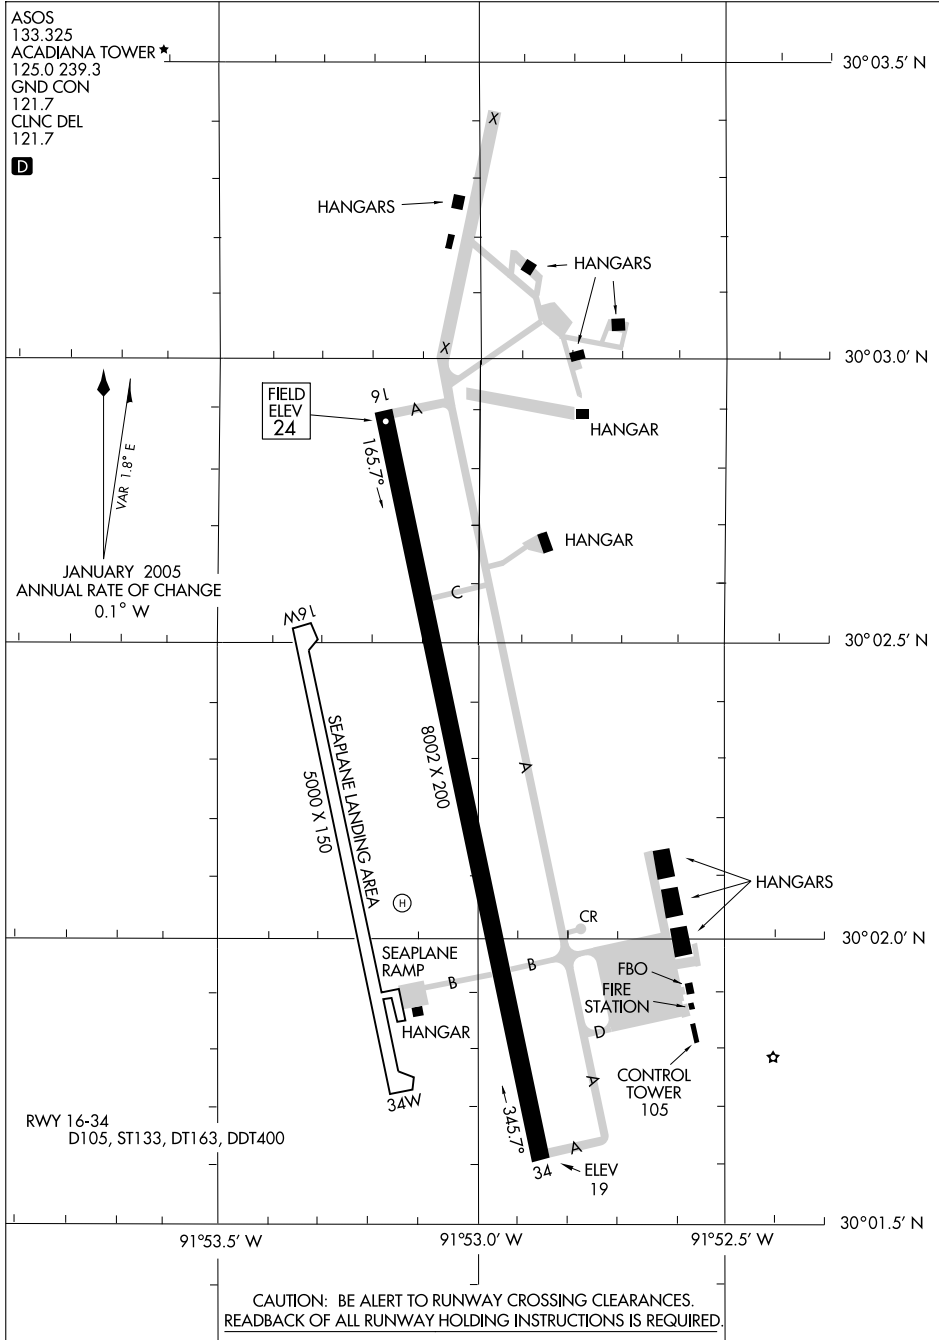 ASOS
133.325
ACADIANA TOWER ★
125.0 239.3
GND CON
121.7
CLNC DEL
121.7
D
30°03.5' N
X
HANGARS
HANGARS
X
30°03.0' N
FIELD
ELEV
24
16
A
HANGAR
VAR 1.8° E
165.7°
HANGAR
JANUARY 2005
ANNUAL RATE OF CHANGE
0.1° W
C
16W
30°02.5' N
SEAPLANE LANDING AREA
5000 X 150
8002 X 200
A
HANGARS
H
CR
30°02.0' N
SEAPLANE
RAMP
B
B
FBO
FIRE
STATION
HANGAR
D
CONTROL
TOWER
105
A
34W
345.7°
RWY 16-34
D105, ST133, DT163, DDT400
A
34
ELEV
19
30°01.5' N
91°53.5' W
91°53.0' W
91°52.5' W
CAUTION: BE ALERT TO RUNWAY CROSSING CLEARANCES.
READBACK OF ALL RUNWAY HOLDING INSTRUCTIONS IS REQUIRED.